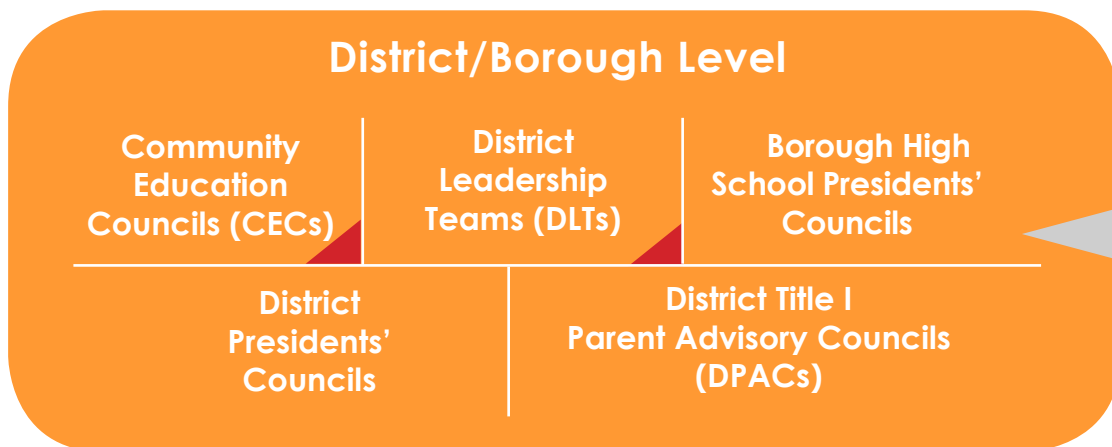 District/Borough Level
Community
Education
Councils (CECs)
District
Leadership
Teams (DLTs)
Borough High
School Presidents’
Councils
District
Presidents’
Councils
District Title I
Parent Advisory Councils
(DPACs)